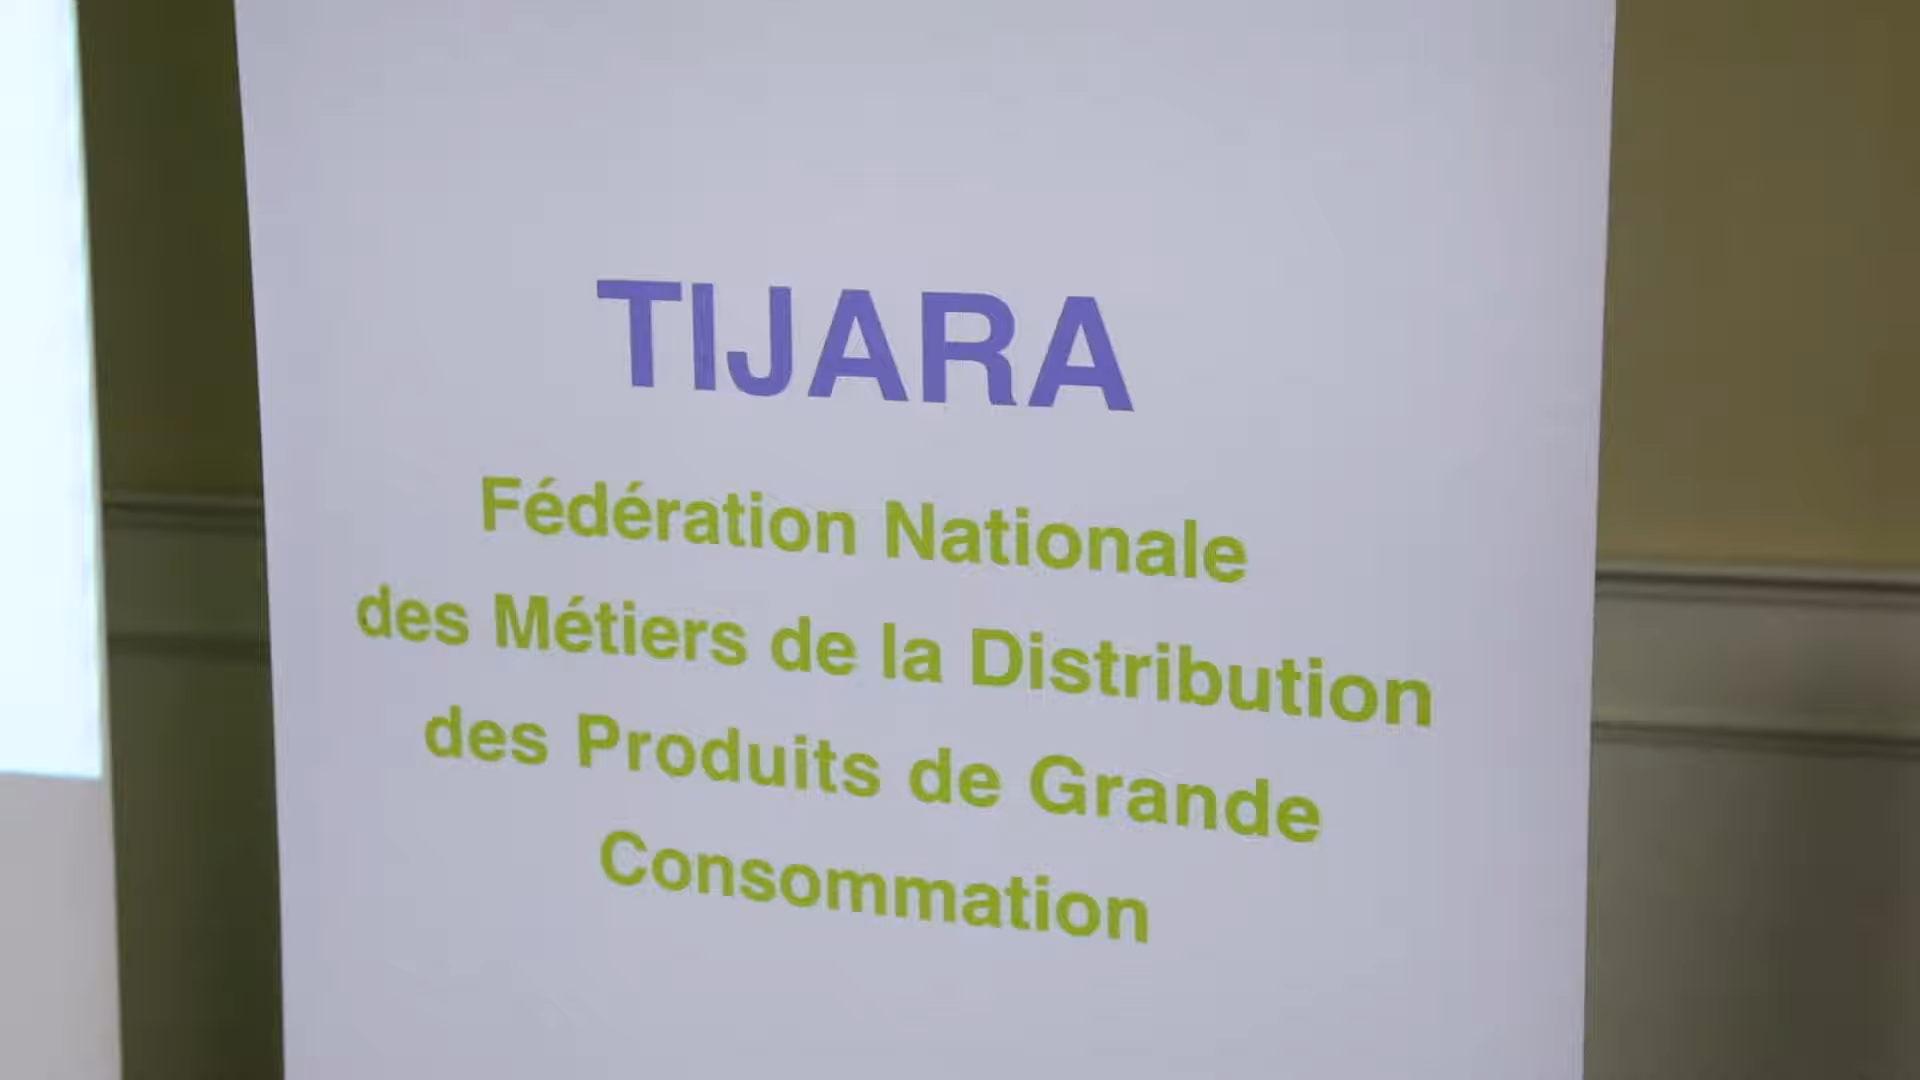 TIJARA
Fédération Nationale
des Métiers de la Distribution
des Produits de Grande
Consommation